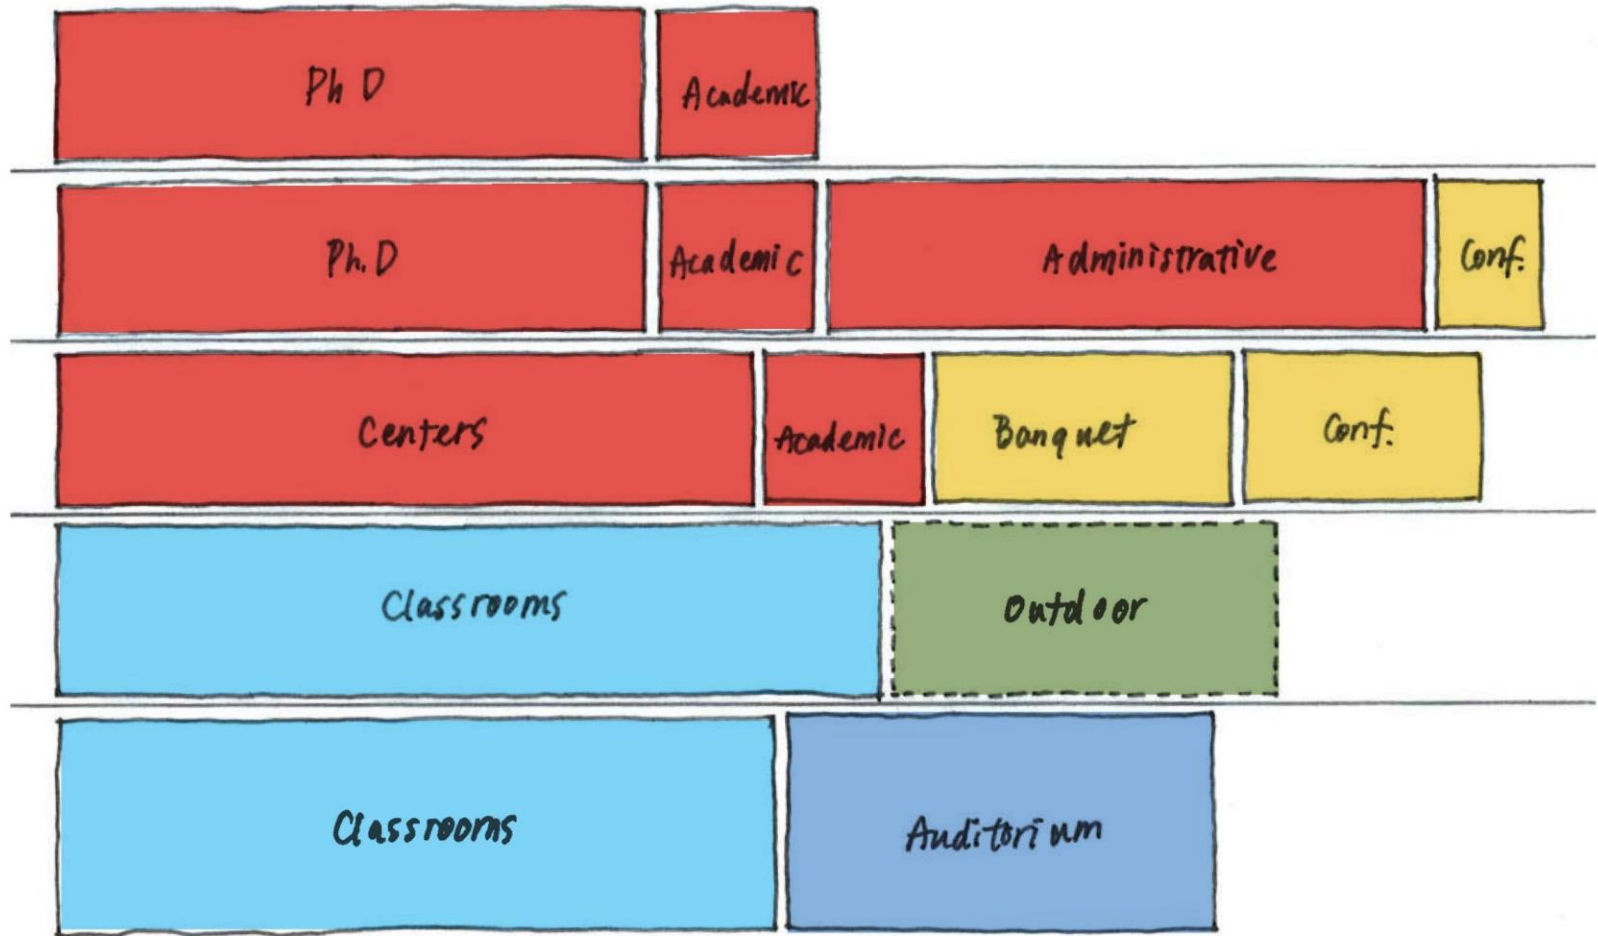 Ph D
Academic
Ph.D
Academic
Administrative
Conf.
Centers
Academic
Banquet
Conf.
Classrooms
Outdoor
Classrooms
Auditorium